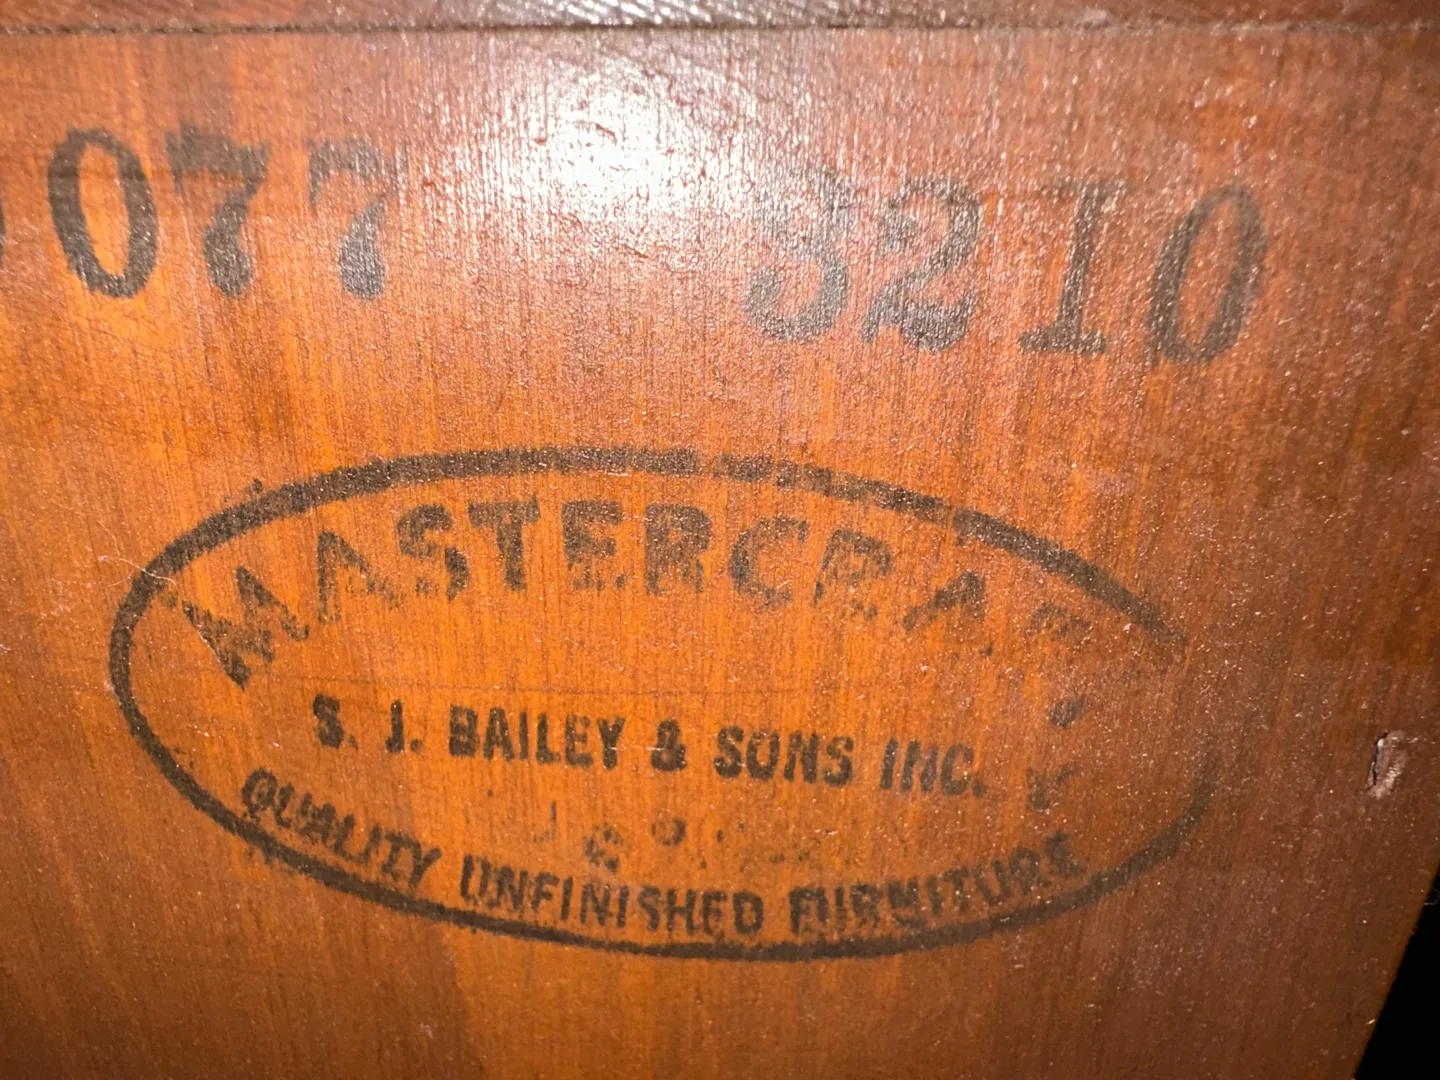 077 3210
MASTERCRAFT
S. J. BAILEY & SONS INC.
QUALITY UNFINISHED FURNITURE